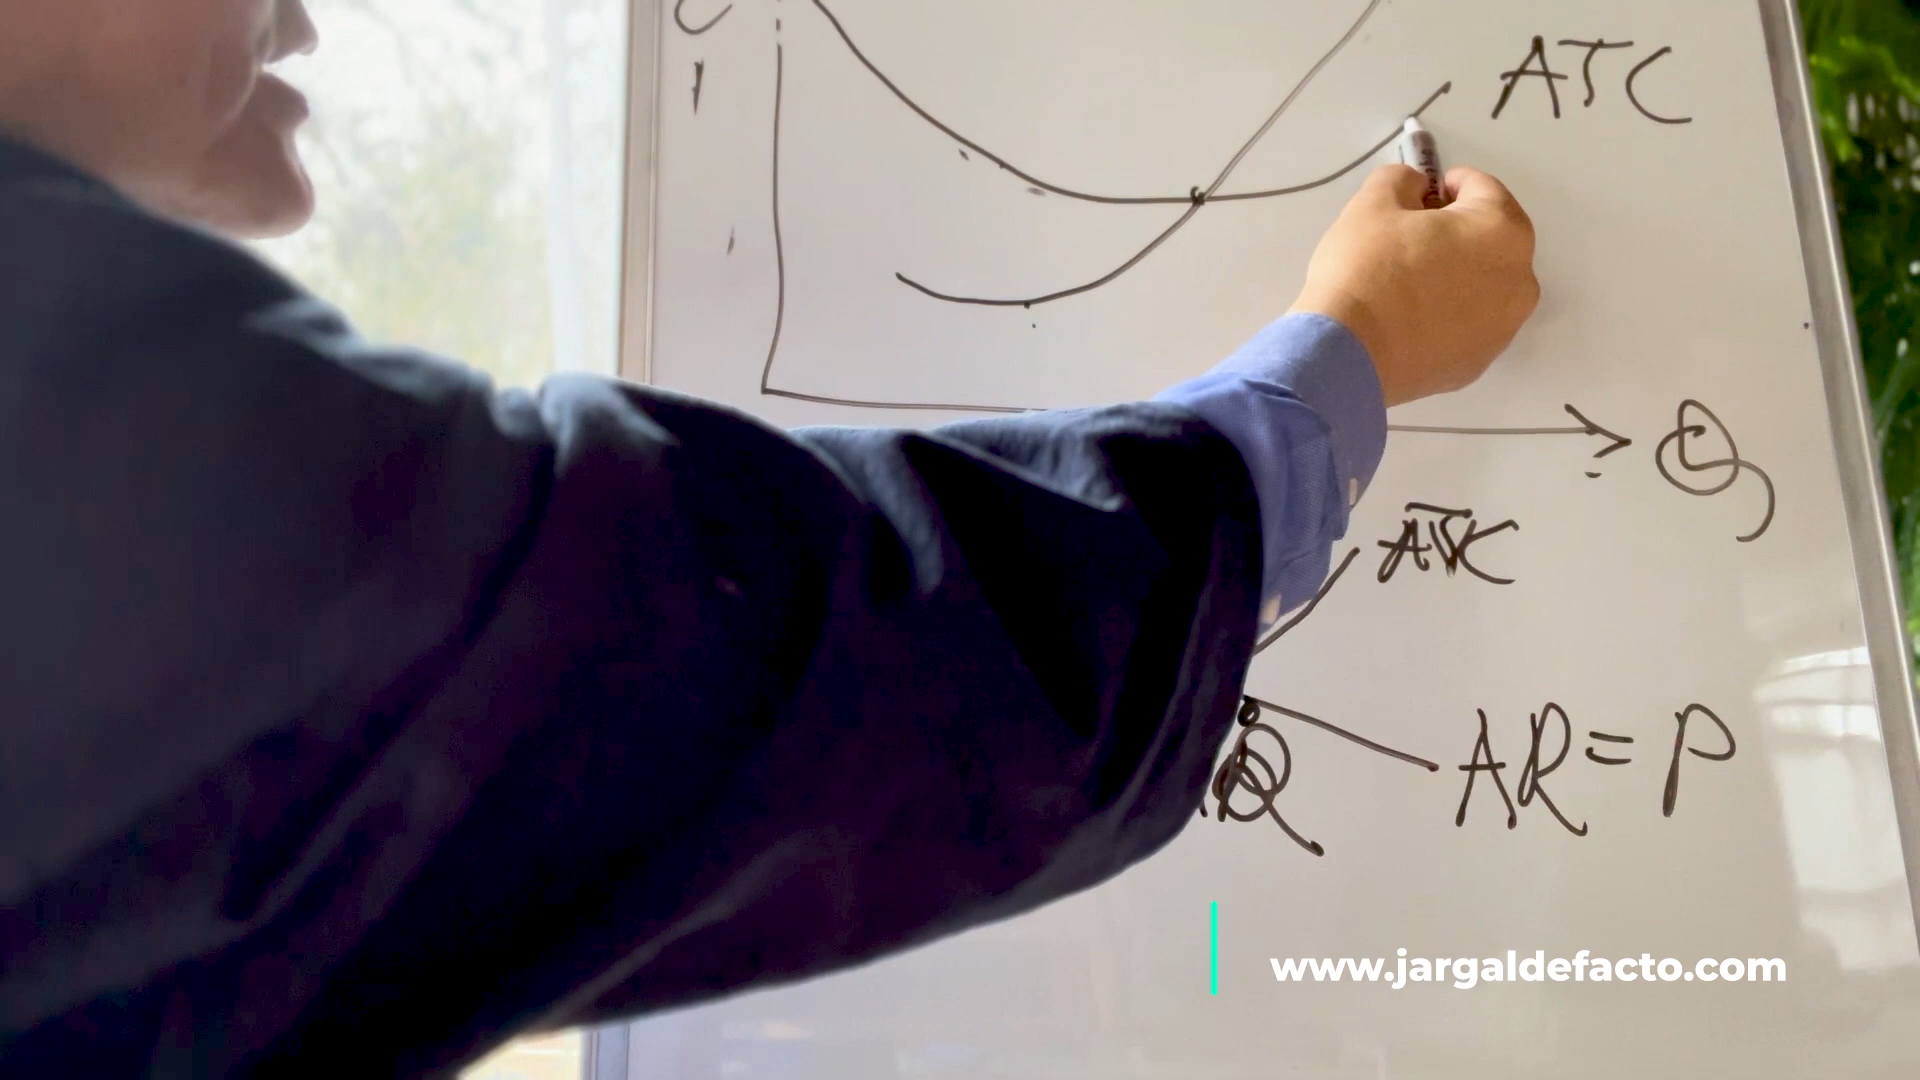 C
ATC
Q
ATC
AR = P
Q
www.jargaldefacto.com